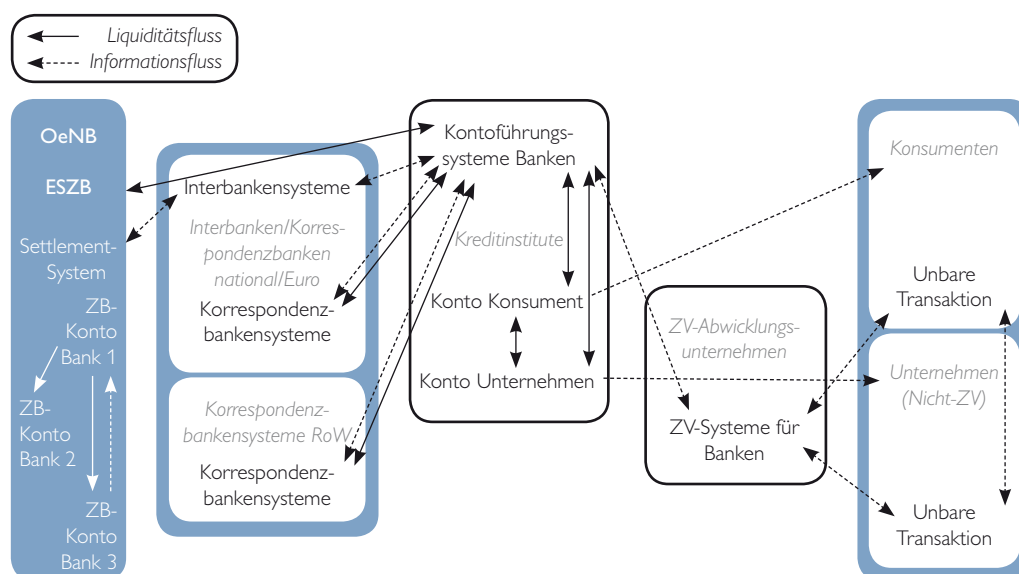 Liquiditätsfluss
Informationsfluss
OeNB
ESZB
Settlement-
System
ZB-
Konto
Bank 1
ZB-
Konto
Bank 2
ZB-
Konto
Bank 3
Interbankensysteme
Interbanken/Korres-
pondenzbanken
national/Euro
Korrespondenz-
bankensysteme
Korrespondenz-
bankensysteme RoW
Korrespondenz-
bankensysteme
Kontoführungs-
systeme Banken
Kreditinstitute
Konto Konsument
Konto Unternehmen
ZV-Abwicklungs-
unternehmen
ZV-Systeme für
Banken
Konsumenten
Unbare
Transaktion
Unternehmen
(Nicht-ZV)
Unbare
Transaktion